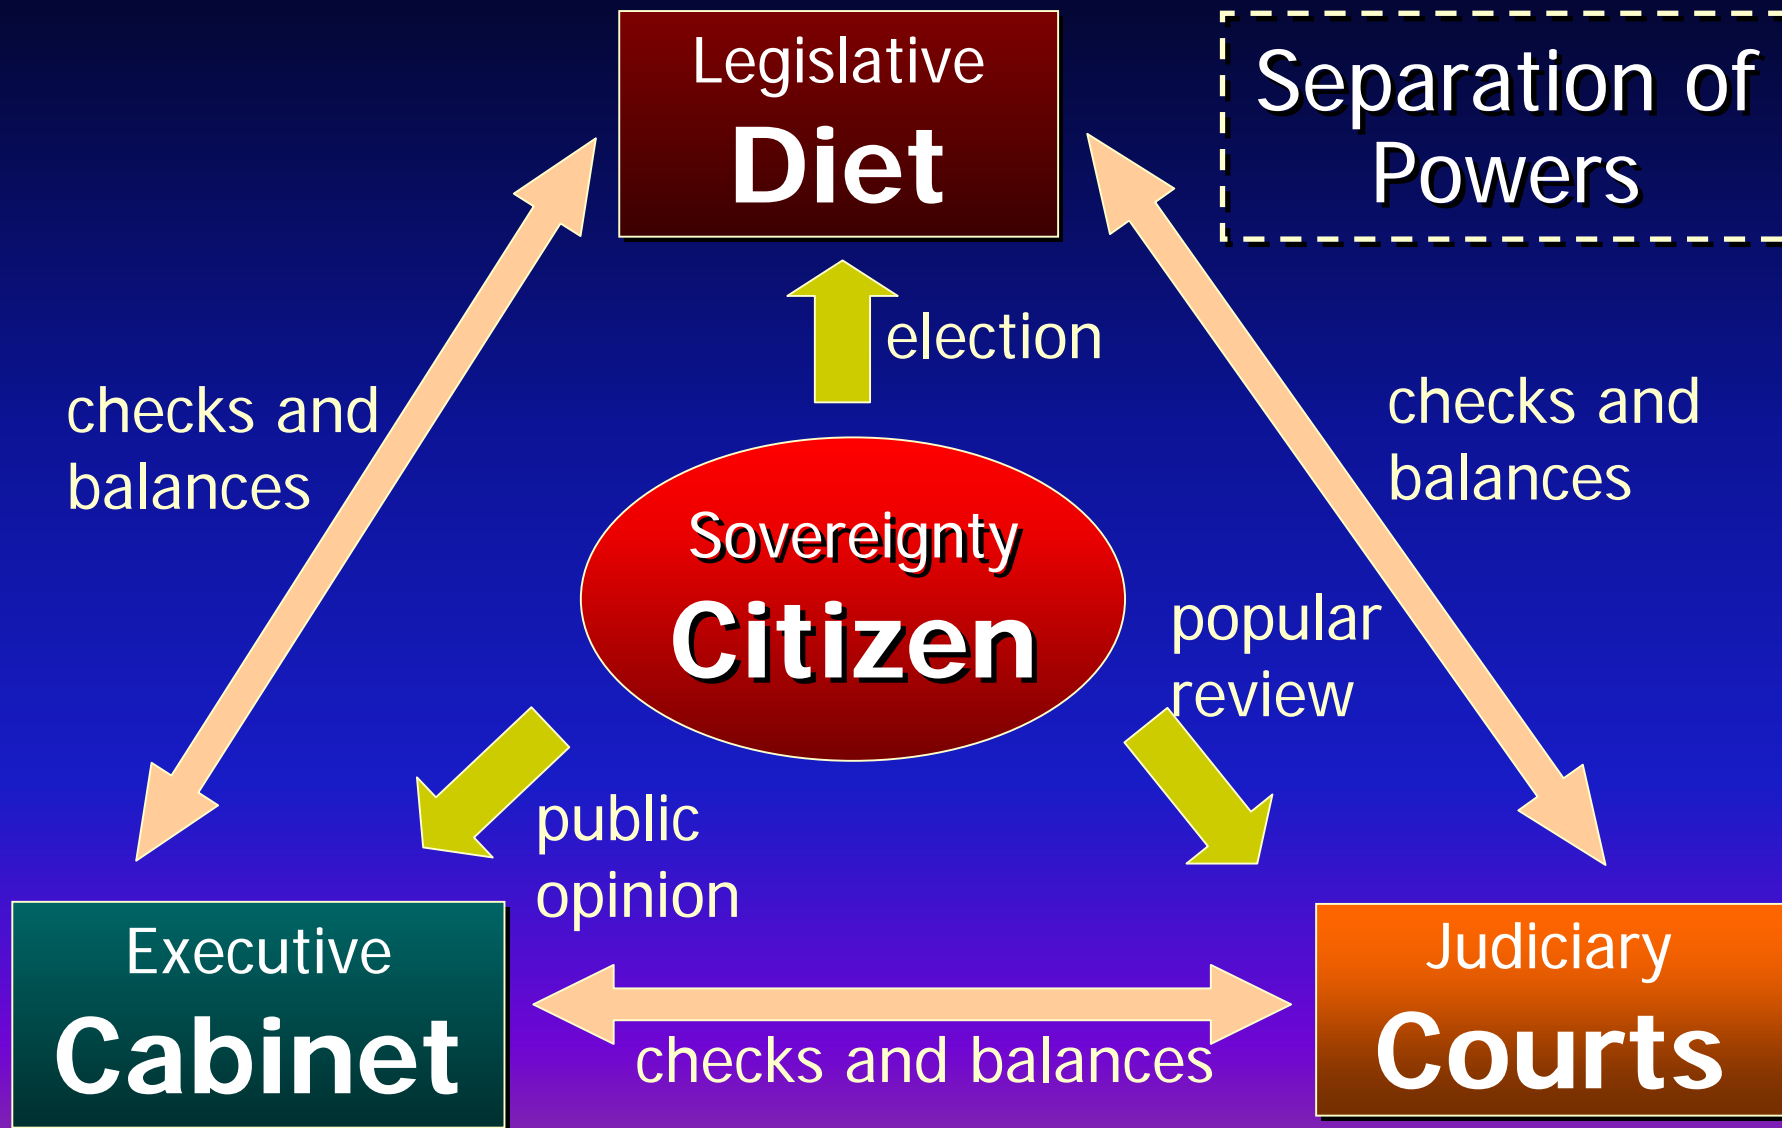 Legislative
Diet
Separation of
Powers
election
checks and
balances
checks and
balances
Sovereignty
Citizen
popular
review
public
opinion
Executive
Cabinet
checks and balances
Judiciary
Courts